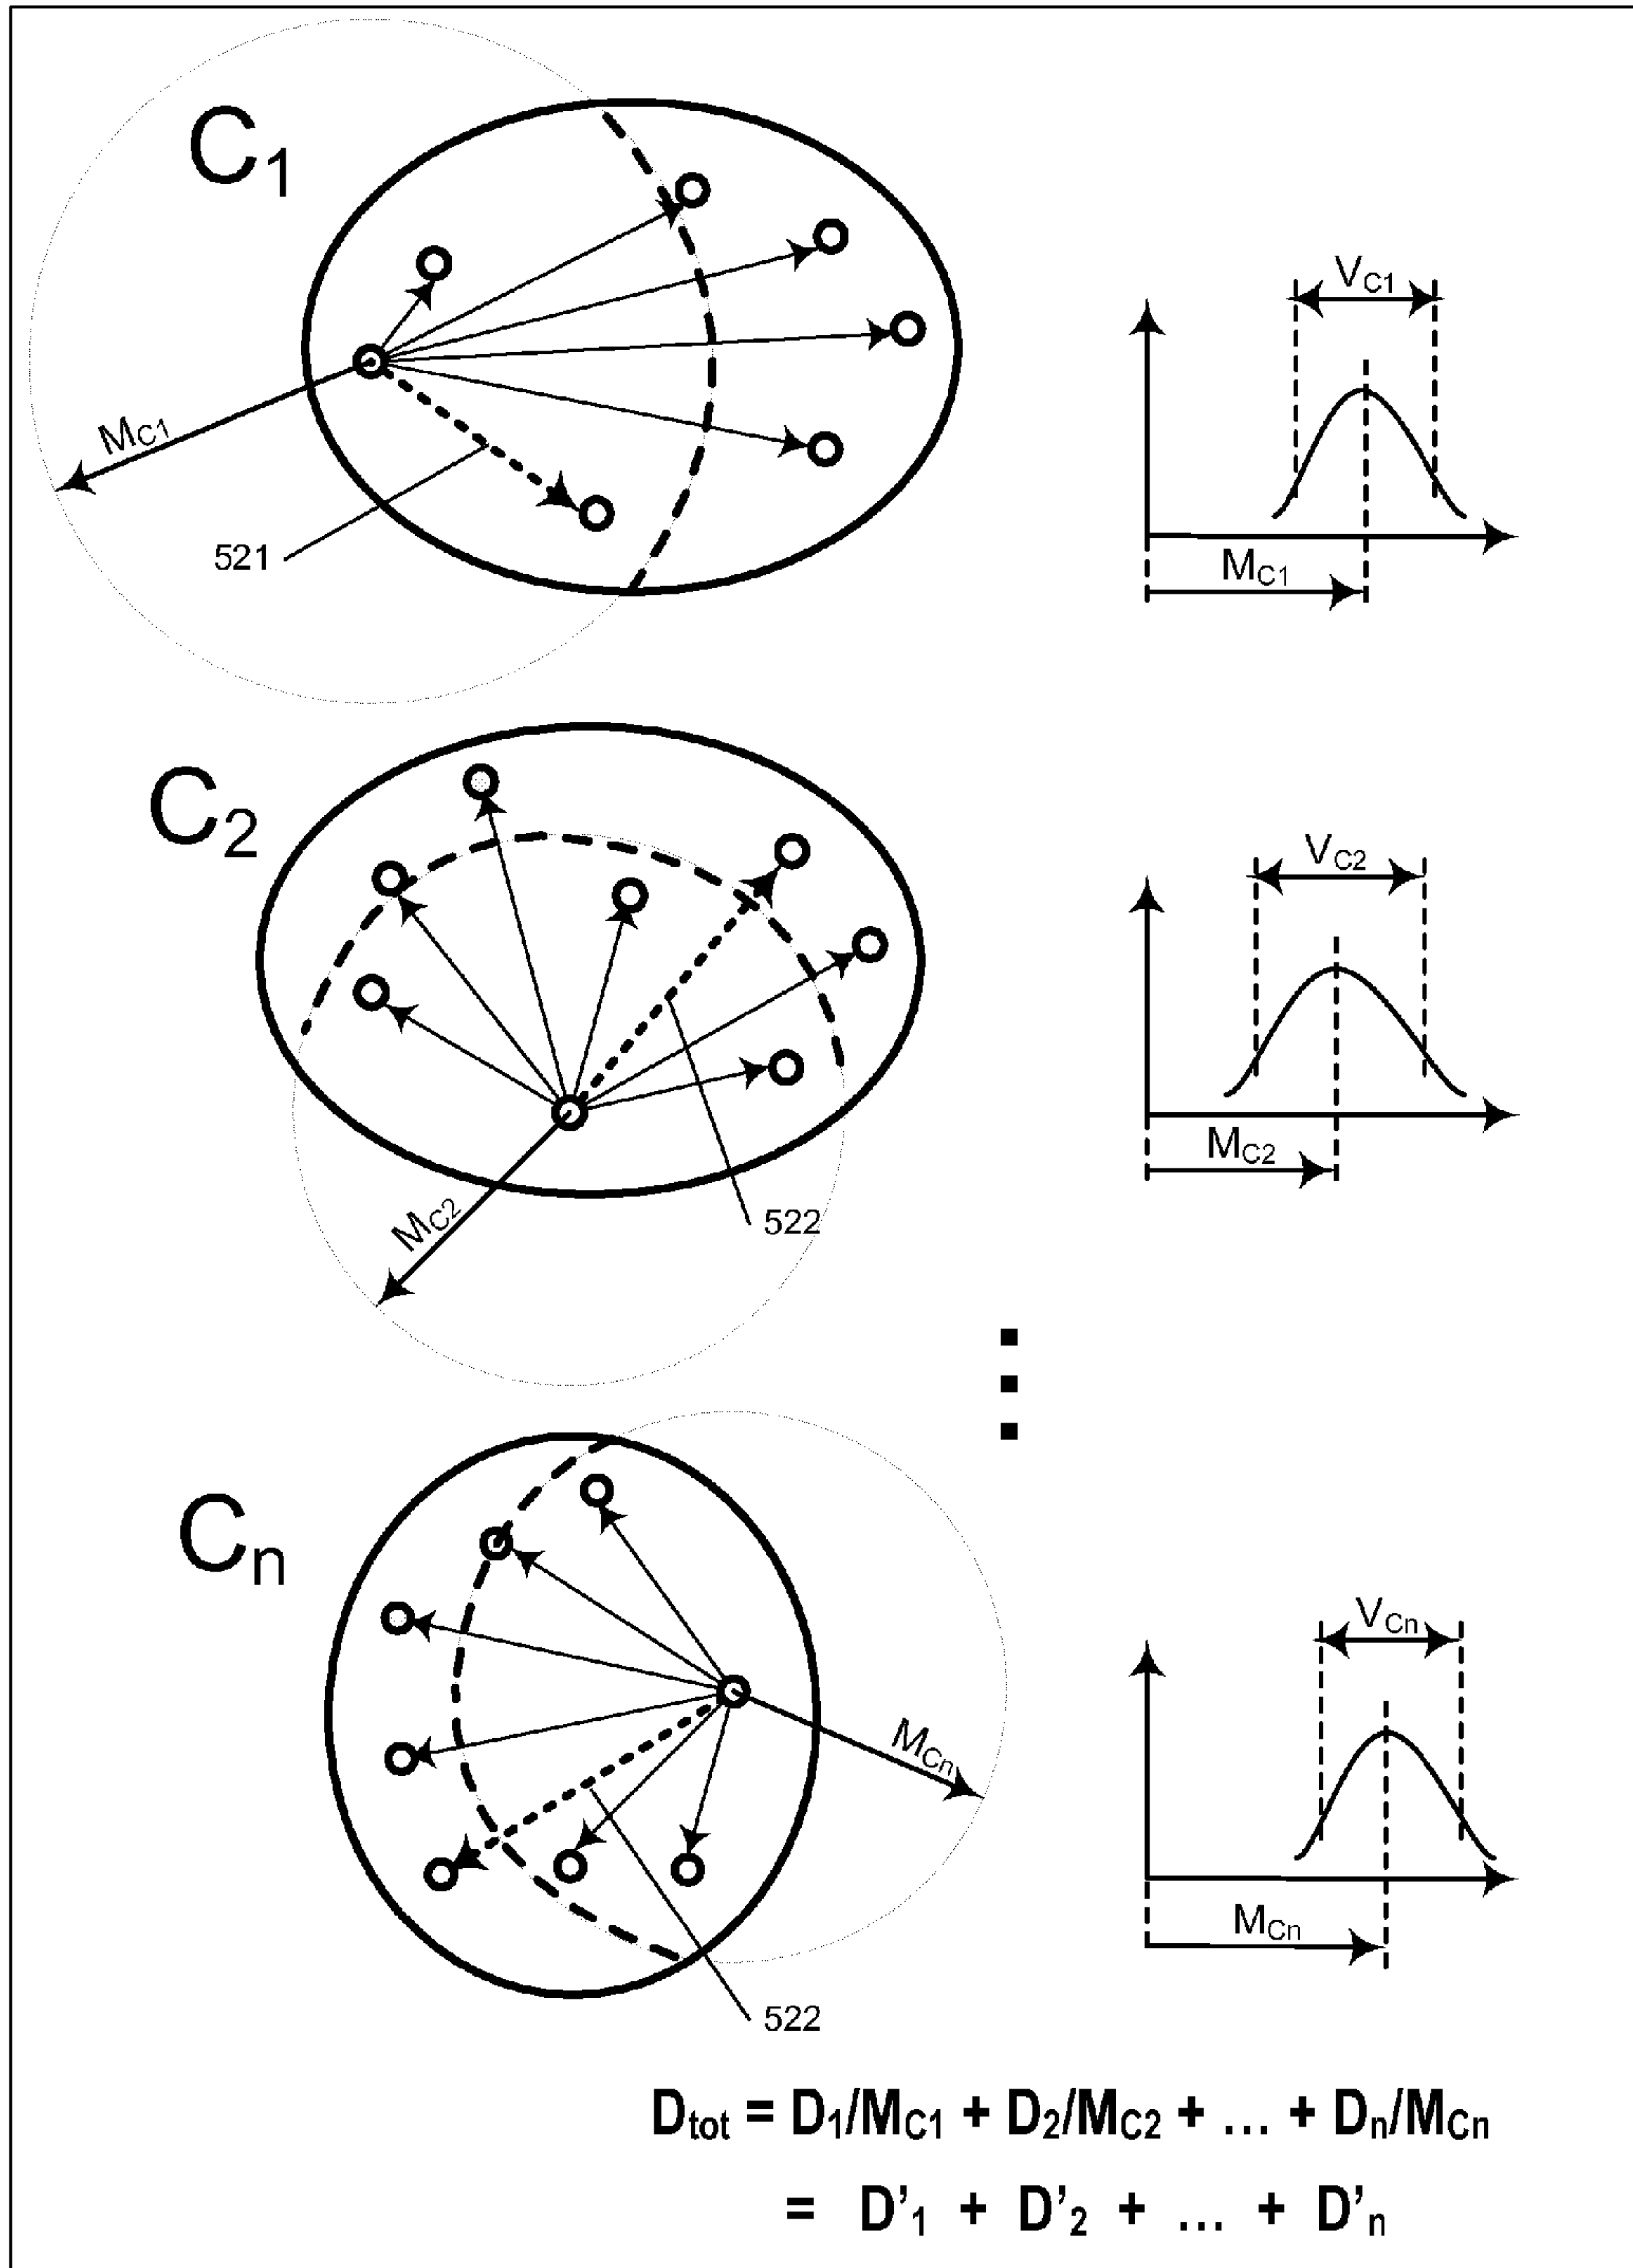 C1
VC1
MC1
521
MC1
C2
VC2
MC2
MC2
522
Cn
VCn
MCn
MCn
522
Dtot = D1/MC1 + D2/MC2 + ... + Dn/MCn
= D'1 + D'2 + ... + D'n